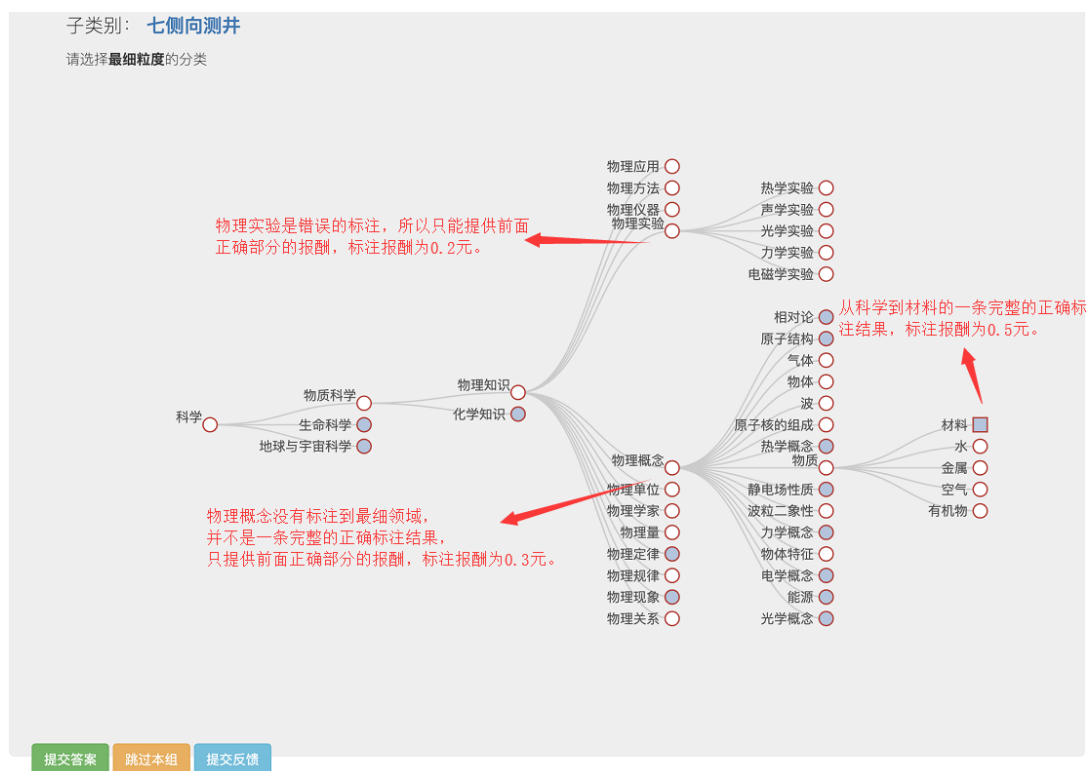 子类别： 七侧向测井
请选择最细粒度的分类
物理应用
物理方法
物理仪器
物理实验
热学实验
声学实验
光学实验
力学实验
电磁学实验
物理实验是错误的标注，所以只能提供前面
正确部分的报酬，标注报酬为0.2元。
从科学到材料的一条完整的正确标
注结果，标注报酬为0.5元。
科学
物质科学
生命科学
地球与宇宙科学
物理知识
化学知识
物理概念
物理单位
物理学家
物理量
物理定律
物理规律
物理现象
物理关系
相对论
原子结构
气体
物体
波
原子核的组成
热学概念
物质
静电场性质
波粒二象性
力学概念
物体特征
电学概念
能源
光学概念
材料
水
金属
空气
有机物
物理概念没有标注到最细领域，
并不是一条完整的正确标注结果，
只提供前面正确部分的报酬，标注报酬为0.3元。
提交答案 跳过本组 提交反馈